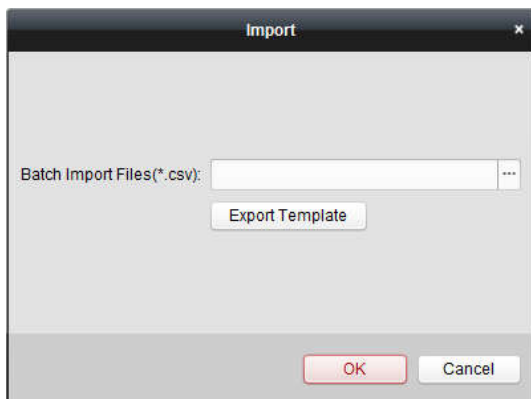 Import
Batch Import Files(*.csv):
Export Template
OK
Cancel